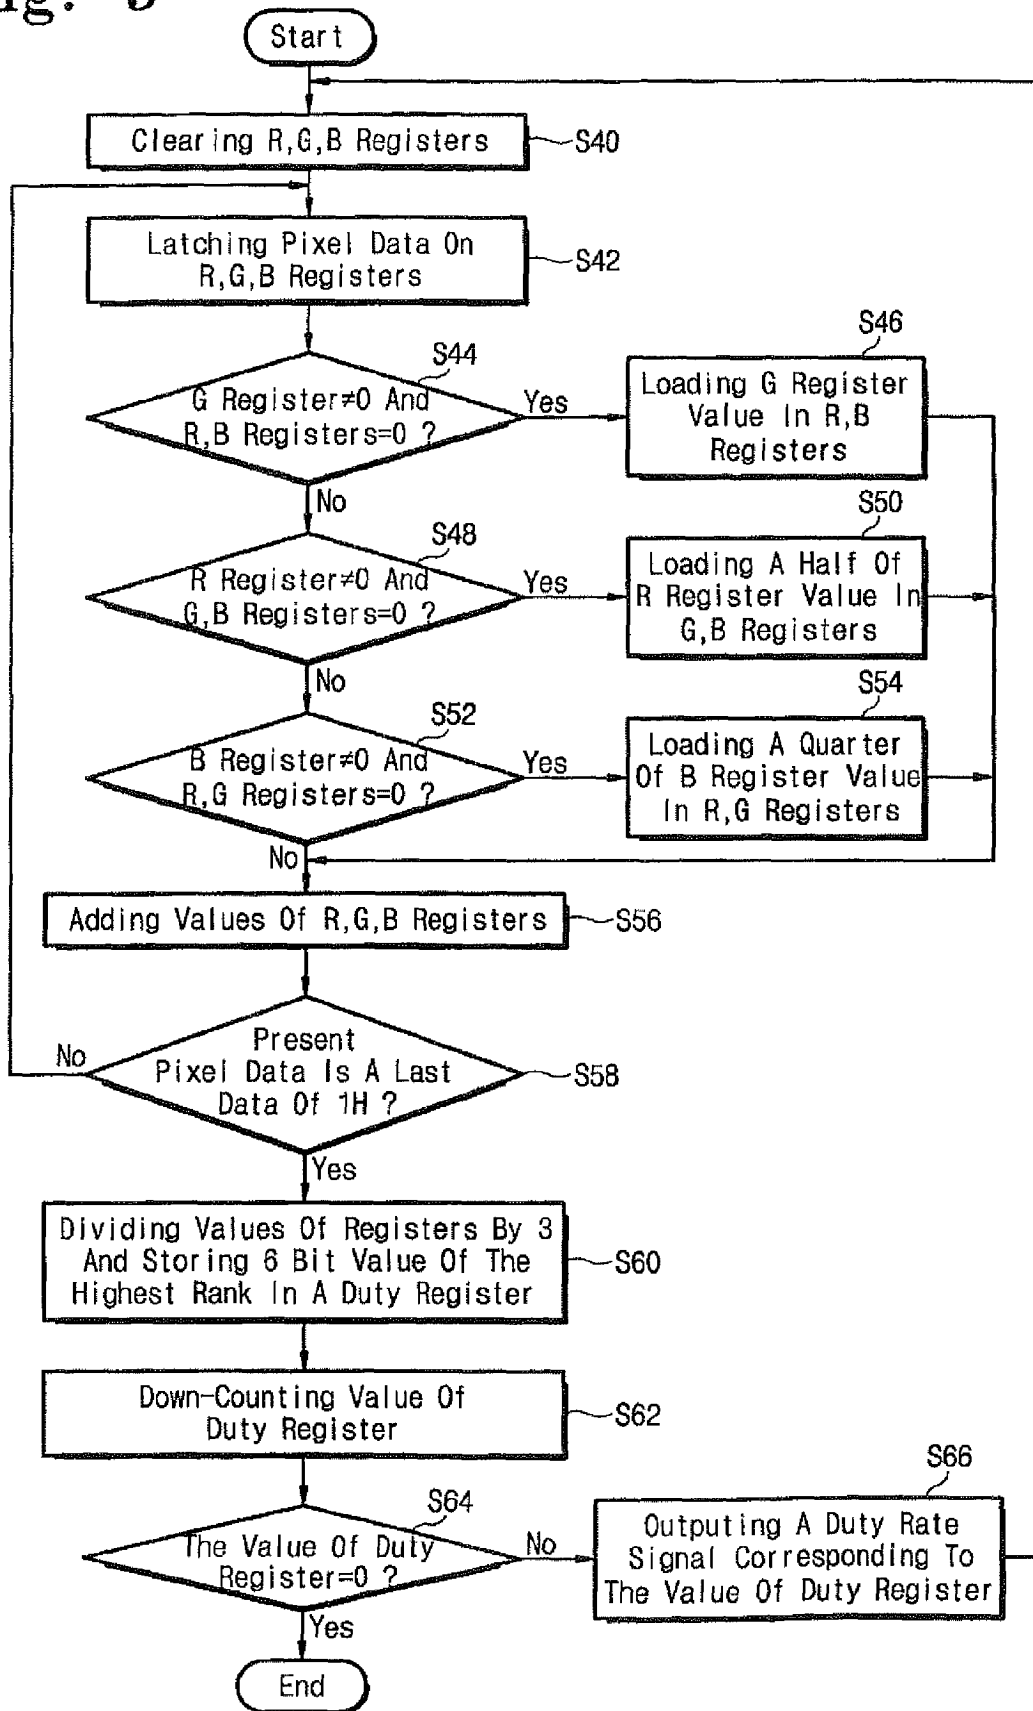 Start
Clearing R,G,B Registers
S40
Latching Pixel Data On
R,G,B Registers
S42
S44
G Register≠0 And
R,B Registers=0 ?
Yes
No
S46
Loading G Register
Value In R,B
Registers
S48
R Register≠0 And
G,B Registers=0 ?
Yes
No
S50
Loading A Half Of
R Register Value In
G,B Registers
S52
B Register≠0 And
R,G Registers=0 ?
Yes
No
S54
Loading A Quarter
Of B Register Value
In R,G Registers
Adding Values Of R,G,B Registers
S56
No
Present
Pixel Data Is A Last
Data Of 1H ?
S58
Yes
Dividing Values Of Registers By 3
And Storing 6 Bit Value Of The
Highest Rank In A Duty Register
S60
Down-Counting Value Of
Duty Register
S62
S64
The Value Of Duty
Register=0 ?
No
Yes
S66
Outputing A Duty Rate
Signal Corresponding To
The Value Of Duty Register
End